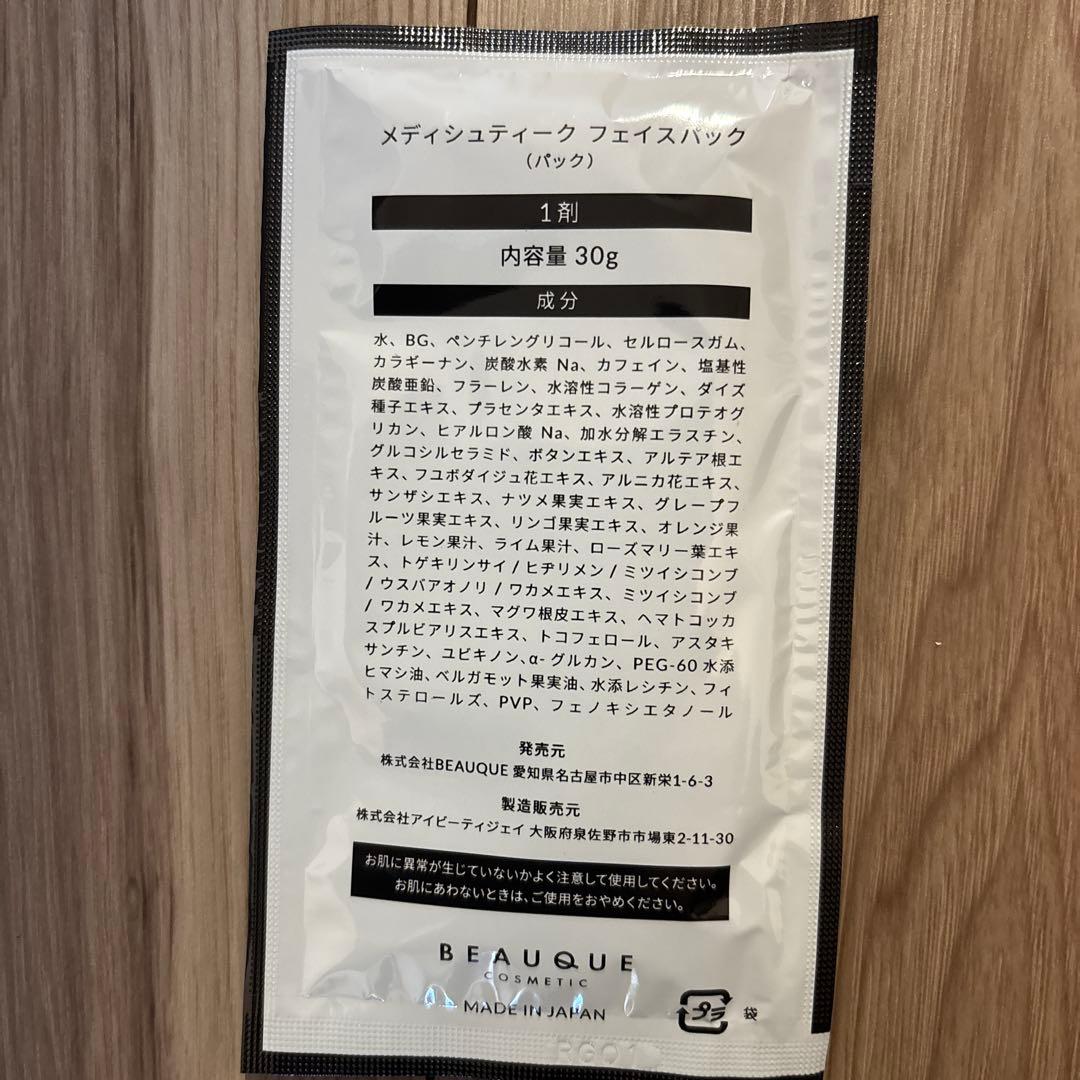 メディシュティーク フェイスパック
（パック）
1剤
内容量 30g
成分
水、BG、ペンチレングリコール、セルロースガム、
カラギーナン、炭酸水素 Na、カフェイン、塩基性
炭酸亜鉛、フラーレン、水溶性コラーゲン、ダイズ
種子エキス、プラセンタエキス、水溶性プロテオグ
リカン、ヒアルロン酸 Na、加水分解エラスチン、
グルコシルセラミド、ボタンエキス、アルテア根エ
キス、フユボダイジュ花エキス、アルニカ花エキス、
サンザシエキス、ナツメ果実エキス、グレープフ
ルーツ果実エキス、リンゴ果実エキス、オレンジ果
汁、レモン果汁、ライム果汁、ローズマリー葉エキ
ス、トゲキリンサイ / ヒヂリメン / ミツイシコンブ
/ ウスバアオノリ / ワカメエキス、ミツイシコンブ
/ ワカメエキス、マグワ根皮エキス、ヘマトコッカ
スプルビアリスエキス、トコフェロール、アスタキ
サンチン、ユビキノン、α- グルカン、PEG-60 水添
ヒマシ油、ベルガモット果実油、水添レシチン、フィ
トステロールズ、PVP、フェノキシエタノール
発売元
株式会社BEAUQUE 愛知県名古屋市中区新栄1-6-3
製造販売元
株式会社アイビーティジェイ 大阪府泉佐野市市場東2-11-30
お肌に異常が生じていないかよく注意して使用してください。
お肌にあわないときは、ご使用をおやめください。
BEAUQUE
COSMETIC
MADE IN JAPAN
プラ 袋